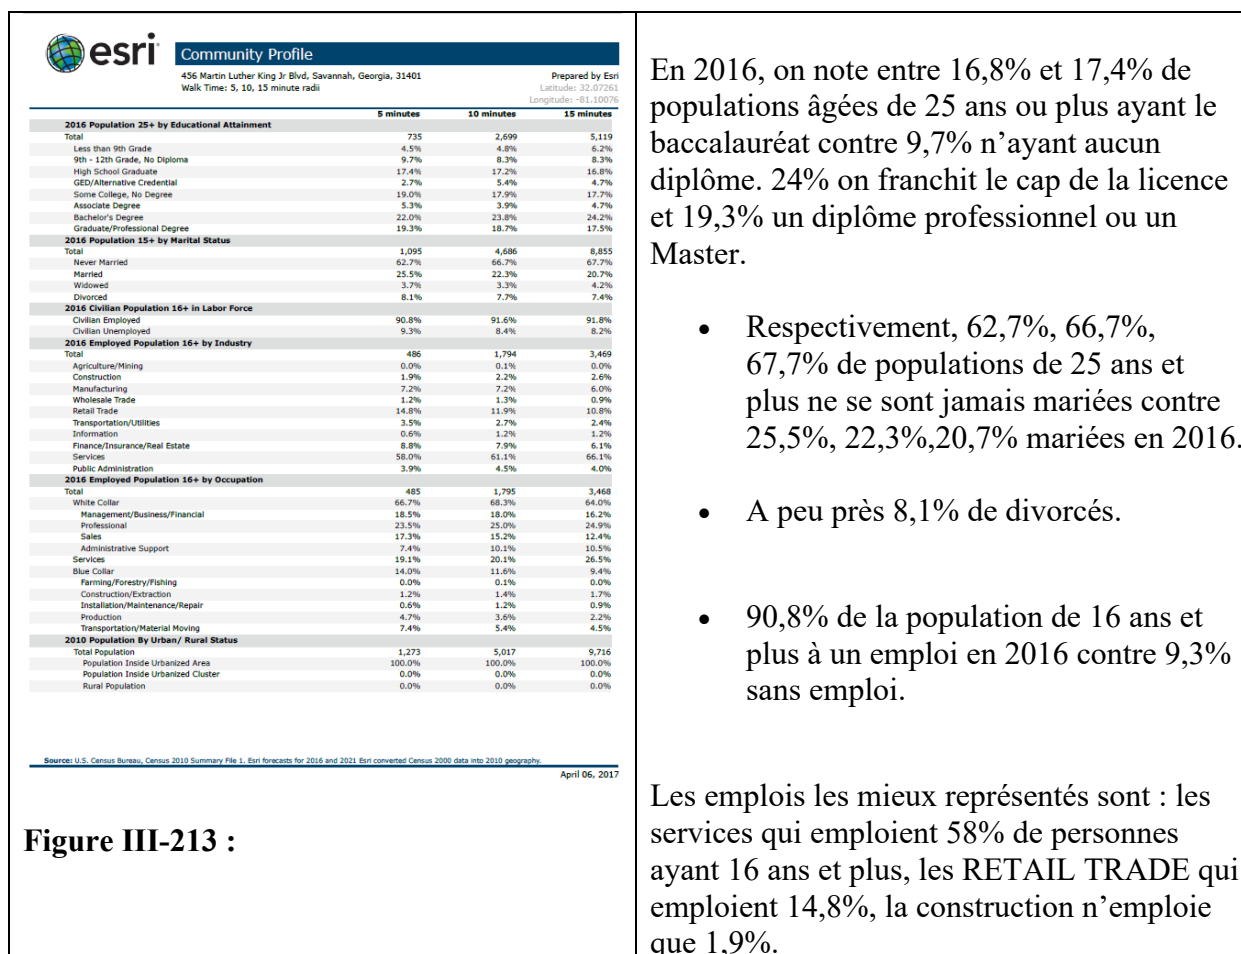 esri
Community Profile
456 Martin Luther King Jr Blvd, Savannah, Georgia, 31401 Prepared by Esri
Walk Time: 5, 10, 15 minute radii Latitude: 32.07261
Longitude: -81.10076
5 minutes 10 minutes 15 minutes
2016 Population 25+ by Educational Attainment
Total 735 2,699 5,119
Less than 9th Grade 4.5% 4.8% 6.2%
9th - 12th Grade, No Diploma 9.7% 8.3% 8.3%
High School Graduate 17.4% 17.2% 16.8%
GED/Alternative Credential 2.7% 5.4% 4.7%
Some College, No Degree 19.0% 17.9% 17.7%
Associate Degree 5.3% 3.9% 4.7%
Bachelor's Degree 22.0% 23.8% 24.2%
Graduate/Professional Degree 19.3% 18.7% 17.5%
2016 Population 15+ by Marital Status
Total 1,095 4,686 8,855
Never Married 62.7% 66.7% 67.7%
Married 25.5% 22.3% 20.7%
Widowed 3.7% 3.3% 4.2%
Divorced 8.1% 7.7% 7.4%
2016 Civilian Population 16+ in Labor Force
Civilian Employed 90.8% 91.6% 91.8%
Civilian Unemployed 9.3% 8.4% 8.2%
2016 Employed Population 16+ by Industry
Total 486 1,794 3,469
Agriculture/Mining 0.0% 0.1% 0.0%
Construction 1.9% 2.2% 2.6%
Manufacturing 7.2% 7.2% 6.0%
Wholesale Trade 1.2% 1.3% 0.9%
Retail Trade 14.8% 11.9% 10.8%
Transportation/Utilities 3.5% 2.7% 2.4%
Information 0.6% 1.2% 1.2%
Finance/Insurance/Real Estate 8.8% 7.9% 6.1%
Services 58.0% 61.1% 66.1%
Public Administration 3.9% 4.5% 4.0%
2016 Employed Population 16+ by Occupation
Total 485 1,795 3,468
White Collar 66.7% 68.3% 64.0%
Management/Business/Financial 18.5% 18.0% 16.2%
Professional 23.5% 25.0% 24.9%
Sales 17.3% 15.2% 12.4%
Administrative Support 7.4% 10.1% 10.5%
Services 19.1% 20.1% 26.5%
Blue Collar 14.0% 11.6% 9.4%
Farming/Forestry/Fishing 0.0% 0.1% 0.0%
Construction/Extraction 1.2% 1.4% 1.7%
Installation/Maintenance/Repair 0.6% 1.2% 0.9%
Production 4.7% 3.6% 2.2%
Transportation/Material Moving 7.4% 5.4% 4.5%
2010 Population By Urban/ Rural Status
Total Population 1,273 5,017 9,716
Population Inside Urbanized Area 100.0% 100.0% 100.0%
Population Inside Urbanized Cluster 0.0% 0.0% 0.0%
Rural Population 0.0% 0.0% 0.0%
Source: U.S. Census Bureau, Census 2010 Summary File 1. Esri forecasts for 2016 and 2021 Esri converted Census 2000 data into 2010 geography.
April 06, 2017
Figure III-213 :
En 2016, on note entre 16,8% et 17,4% de
populations âgées de 25 ans ou plus ayant le
baccalauréat contre 9,7% n’ayant aucun
diplôme. 24% on franchit le cap de la licence
et 19,3% un diplôme professionnel ou un
Master.
• Respectivement, 62,7%, 66,7%,
67,7% de populations de 25 ans et
plus ne se sont jamais mariées contre
25,5%, 22,3%,20,7% mariées en 2016.
• A peu près 8,1% de divorcés.
• 90,8% de la population de 16 ans et
plus à un emploi en 2016 contre 9,3%
sans emploi.
Les emplois les mieux représentés sont : les
services qui emploient 58% de personnes
ayant 16 ans et plus, les RETAIL TRADE qui
emploient 14,8%, la construction n’emploie
que 1,9%.